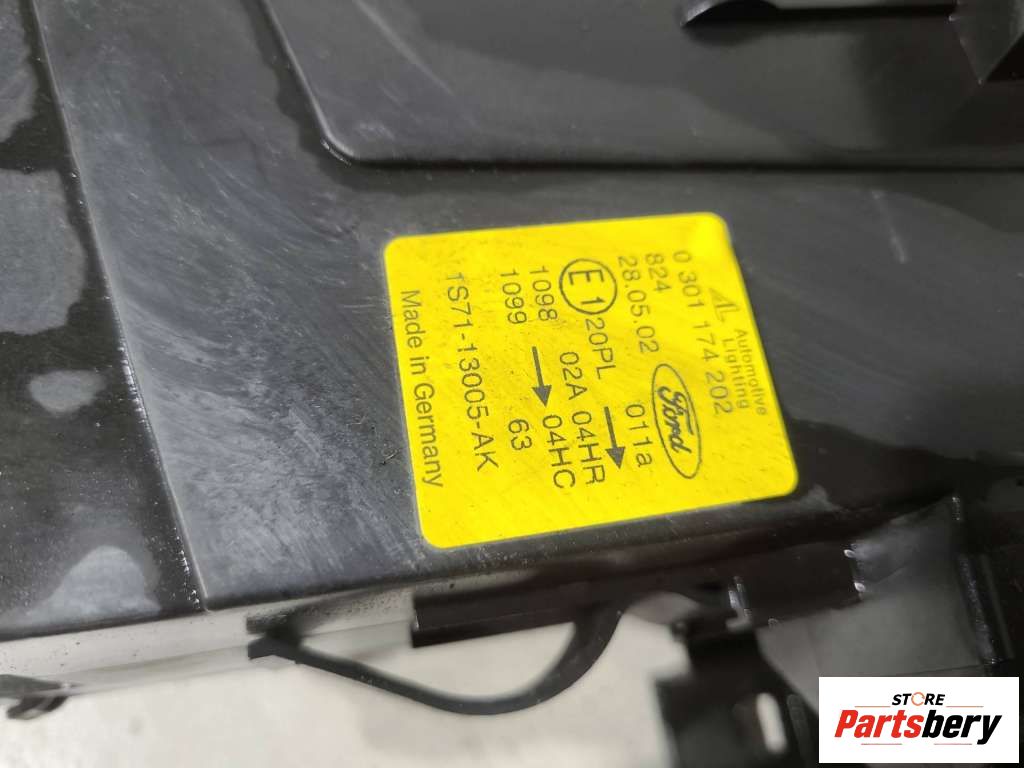 Automotive
Lighting
0 301 174 202
824
28.05.02 011a
Ford
E1 20PL 02A 04HR
1098 04HC
1099 63
1S71-13005-AK
Made in Germany
STORE
Partsbery